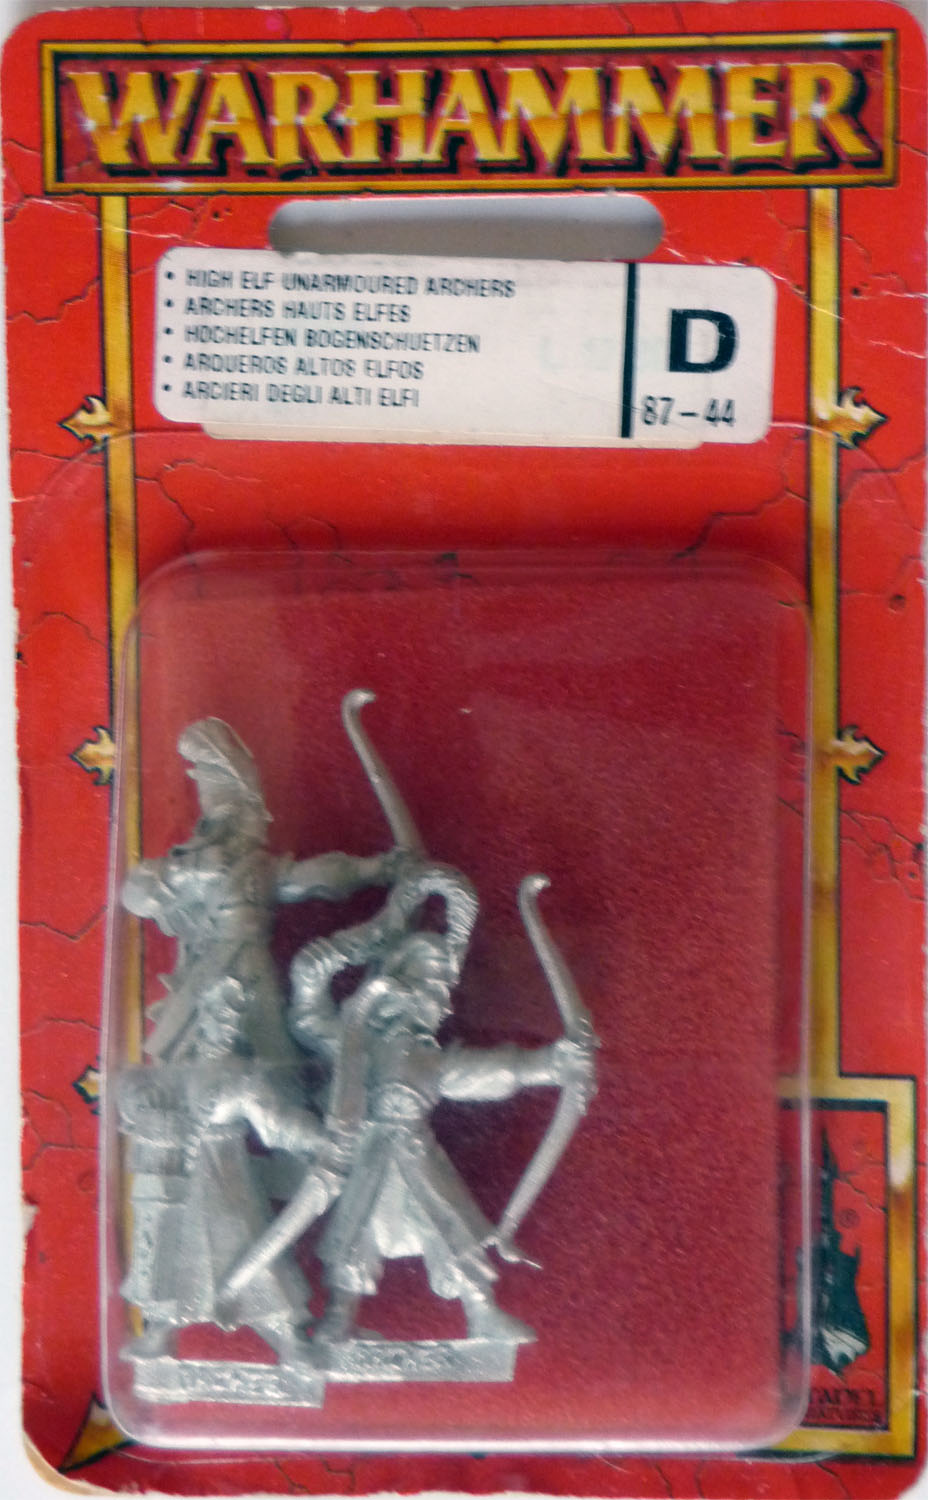 WARHAMMER
• HIGH ELF UNARMOURED ARCHERS
• ARCHERS HAUTS ELFES
• HOCHELFEN BOGENSCHUETZEN
• ARQUEROS ALTOS ELFOS
• ARCIERI DEGLI ALTI ELFI
D
87-44
ARCHER